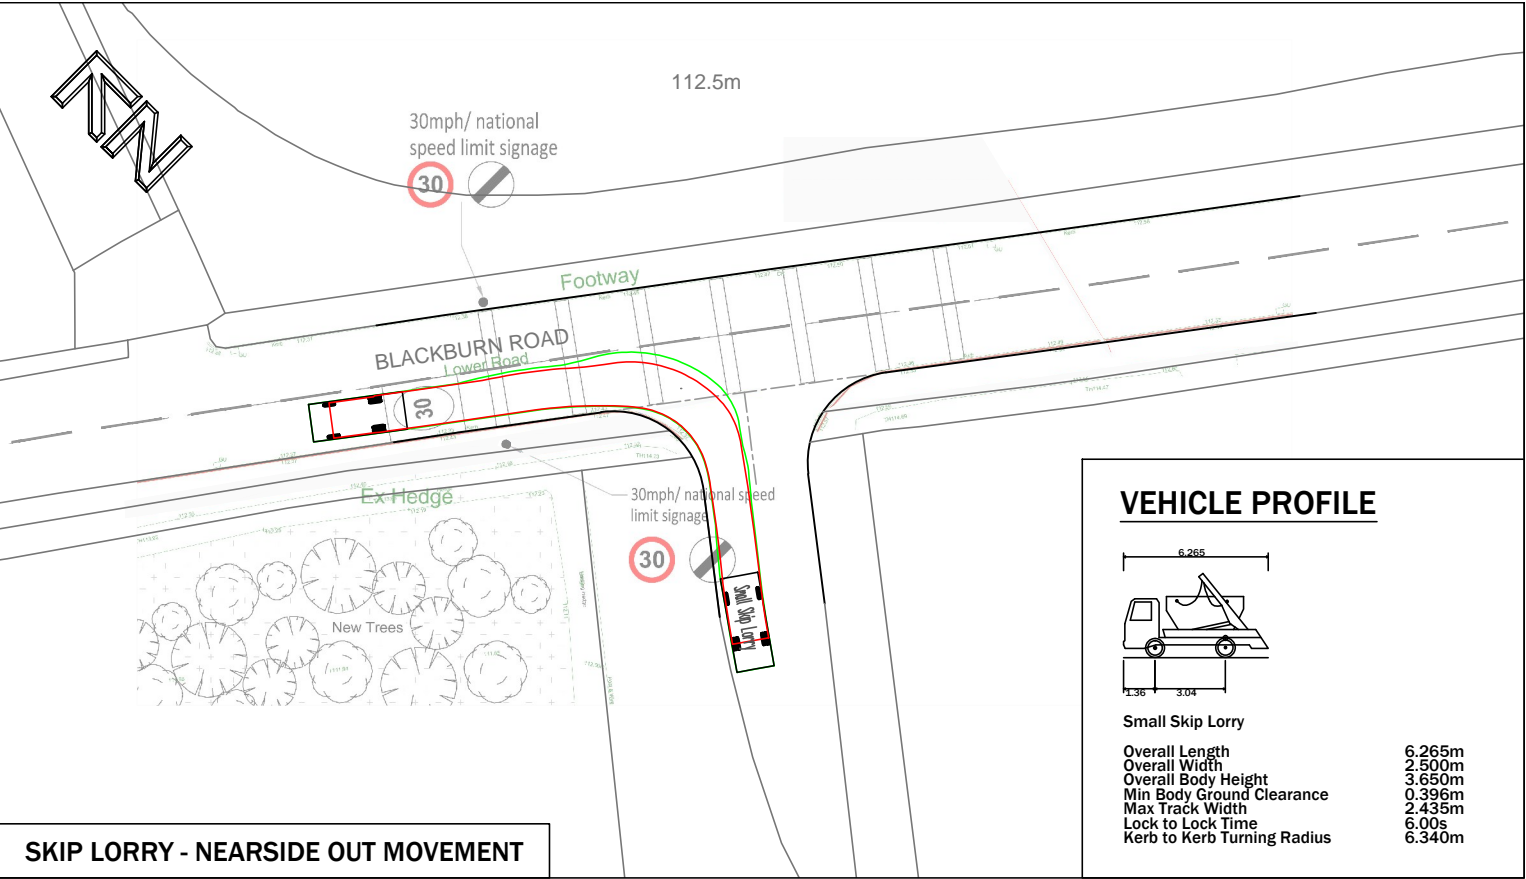 112.5m
30mph/ national
speed limit signage
30
Footway
BLACKBURN ROAD
Lower Road
30
Ex Hedge
30mph/ national speed
limit signage
30
New Trees
Small Skip Lorry
VEHICLE PROFILE
6.265
1.36
3.04
Small Skip Lorry
Overall Length 6.265m
Overall Width 2.500m
Overall Body Height 3.650m
Min Body Ground Clearance 0.396m
Max Track Width 2.435m
Lock to Lock Time 6.00s
Kerb to Kerb Turning Radius 6.340m
SKIP LORRY - NEARSIDE OUT MOVEMENT